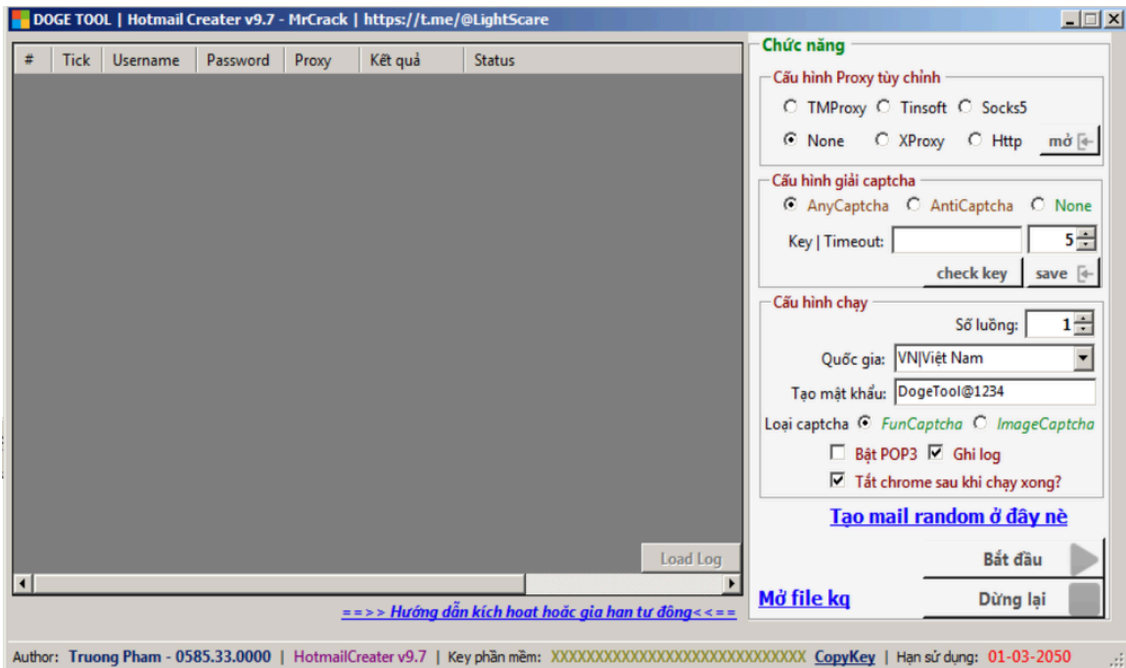 DOGE TOOL | Hotmail Creater v9.7 - MrCrack | https://t.me/@LightScare
# Tick Username Password Proxy Kết quả Status
Load Log
==>> Hướng dẫn kích hoạt hoặc gia hạn tự động<<==
Chức năng
Cấu hình Proxy tùy chỉnh
TMProxy Tinsoft Socks5
None XProxy Http mở
Cấu hình giải captcha
AnyCaptcha AntiCaptcha None
Key | Timeout: 5
check key save
Cấu hình chạy
Số luồng: 1
Quốc gia: VN|Việt Nam
Tạo mật khẩu: DogeTool@1234
Loại captcha FunCaptcha ImageCaptcha
Bật POP3 Ghi log
Tắt chrome sau khi chạy xong?
Tạo mail random ở đây nè
Bắt đầu
Mở file kq Dừng lại
Author: Truong Pham - 0585.33.0000 | HotmailCreater v9.7 | Key phần mềm: XXXXXXXXXXXXXXXXXXXXXXXXXXXXX CopyKey | Hạn sử dụng: 01-03-2050